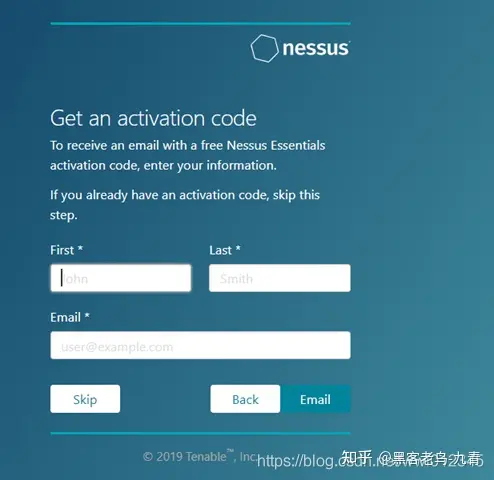 nessus
Get an activation code
To receive an email with a free Nessus Essentials
activation code, enter your information.
If you already have an activation code, skip this
step.
First * Last *
John Smith
Email *
user@example.com
Skip Back Email
© 2019 Tenable™, Inc.
知乎 @黑客老鸟-九青
https://blog.csdn.net/